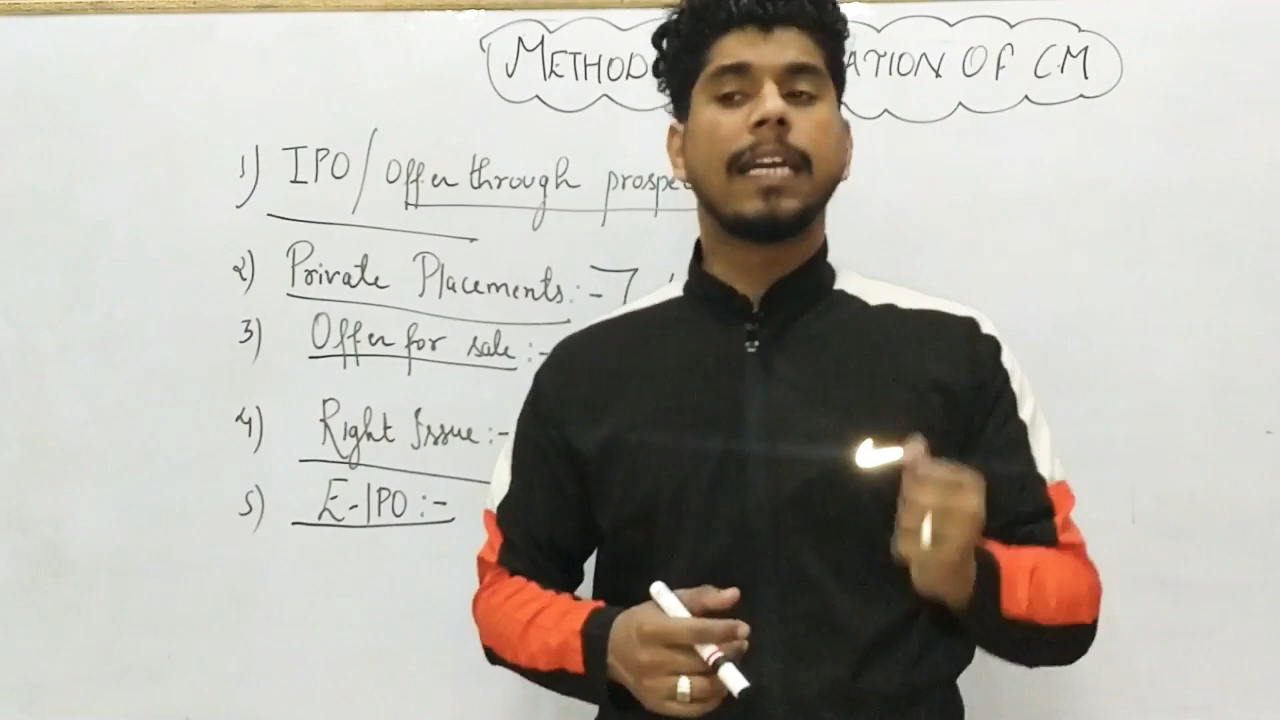 METHOD ATION OF C.M
1) IPO/Offer through prospe
2) Private Placements:-
3) Offer for sale:-
4) Right Issue:-
5) E-IPO:-